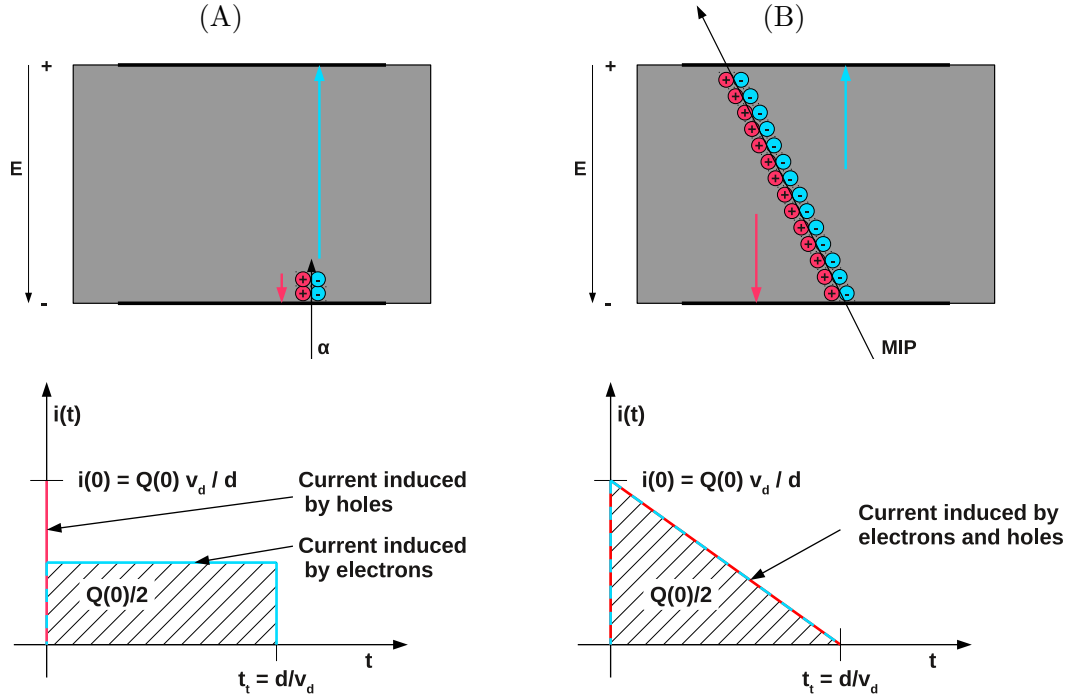 (A)
+
E
-
α
i(t)
i(0) = Q(0) v_d / d
Current induced
by holes
Current induced
by electrons
Q(0)/2
t
t_t = d/v_d
(B)
+
E
-
MIP
i(t)
i(0) = Q(0) v_d / d
Current induced by
electrons and holes
Q(0)/2
t
t_t = d/v_d